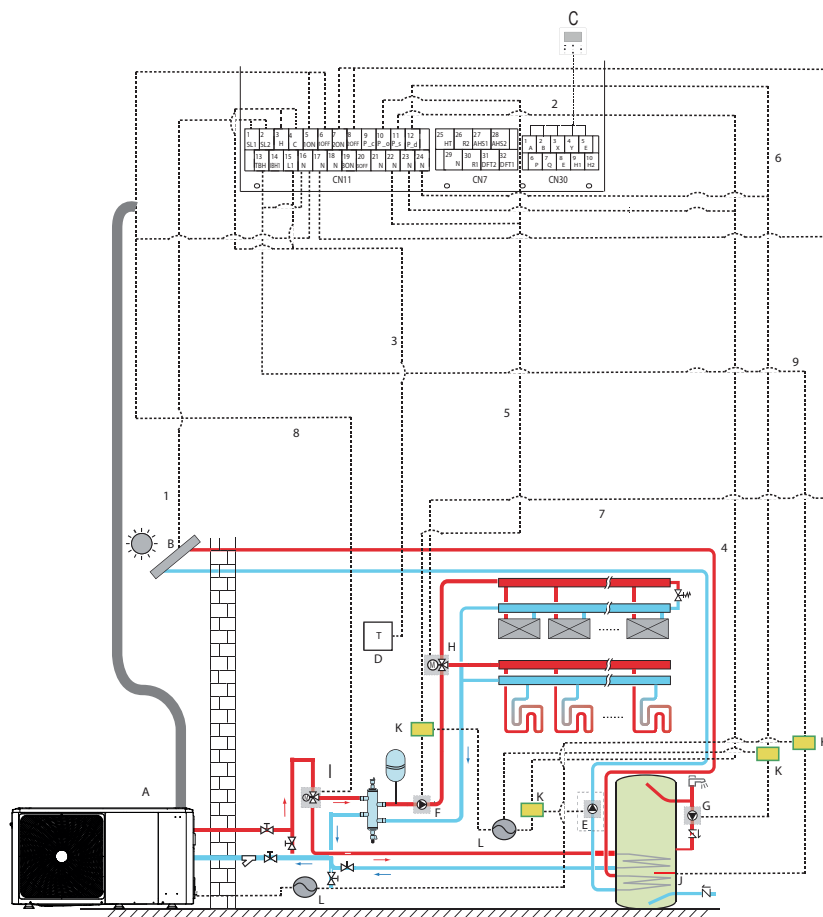 C
2
1 2 3 4 5 6 7 8 9 10 11 12
SL1 SL2 H C 1ON 1OFF 2ON 2OFF P_c P_o P_s P_d
13 14 15 16 17 18 19 20 21 22 23 24
TBH IBH1 L1 N N N 3ON 3OFF N N N N
CN11
25 26 27 28
HT R2 AHS1 AHS2
29 30 31 32
N R1 DFT2 DFT1
CN7
1 2 3 4 5
A B X Y E
6 7 8 9 10
P Q E H1 H2
CN30
6
3
9
5
8
1
7
B
4
T
D
M
H
K
K
K
A
I
M
F
K
E
G
L
J
L